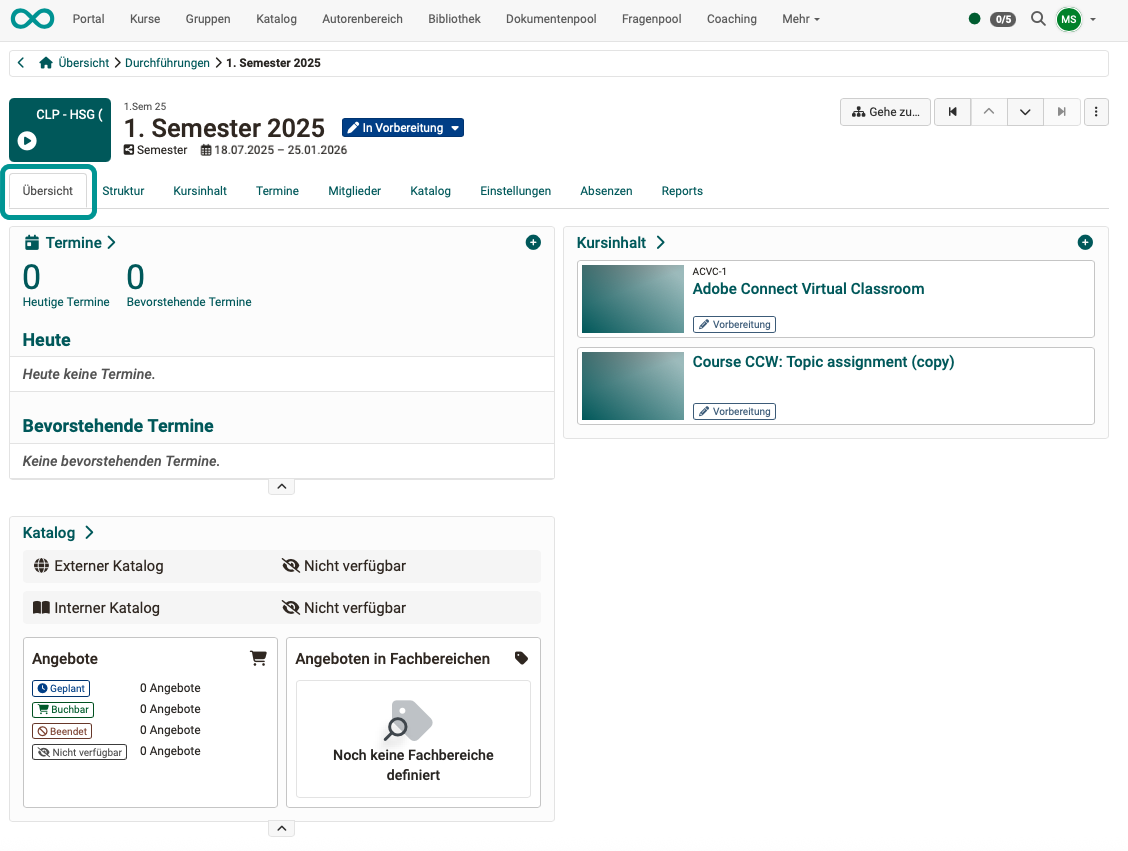 Portal Kurse Gruppen Katalog Autorenbereich Bibliothek Dokumentenpool Fragenpool Coaching Mehr 0/5 MS
Übersicht Durchführungen 1. Semester 2025
CLP - HSG (
1.Sem 25
1. Semester 2025 In Vorbereitung
Semester 18.07.2025 – 25.01.2026
Gehe zu...
Übersicht Struktur Kursinhalt Termine Mitglieder Katalog Einstellungen Absenzen Reports
Termine
0 0
Heutige Termine Bevorstehende Termine
Heute
Heute keine Termine.
Bevorstehende Termine
Keine bevorstehenden Termine.
Kursinhalt
ACVC-1
Adobe Connect Virtual Classroom
Vorbereitung
Course CCW: Topic assignment (copy)
Vorbereitung
Katalog
Externer Katalog Nicht verfügbar
Interner Katalog Nicht verfügbar
Angebote
Geplant 0 Angebote
Buchbar 0 Angebote
Beendet 0 Angebote
Nicht verfügbar 0 Angebote
Angeboten in Fachbereichen
Noch keine Fachbereiche
definiert